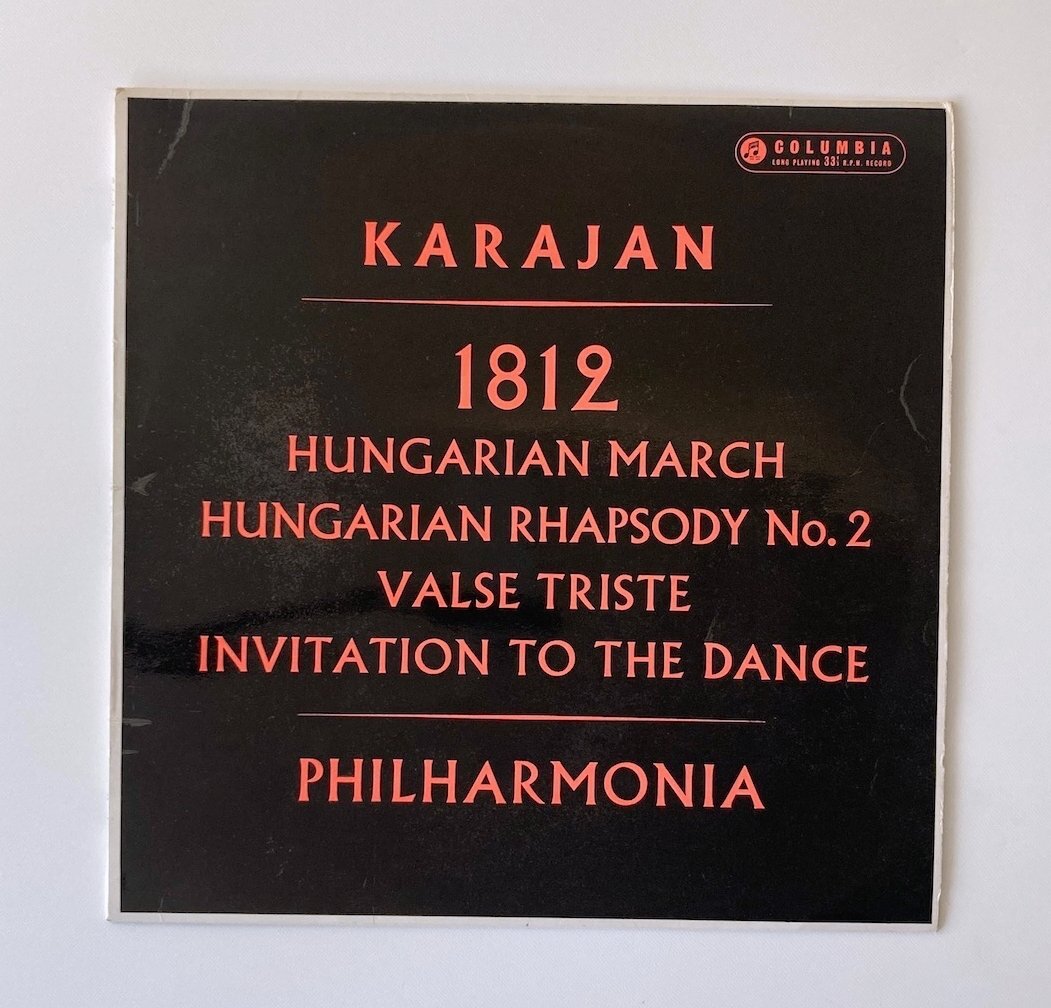 COLUMBIA
LONG PLAYING 33⅓ R.P.M. RECORD
KARAJAN
1812
HUNGARIAN MARCH
HUNGARIAN RHAPSODY No. 2
VALSE TRISTE
INVITATION TO THE DANCE
PHILHARMONIA